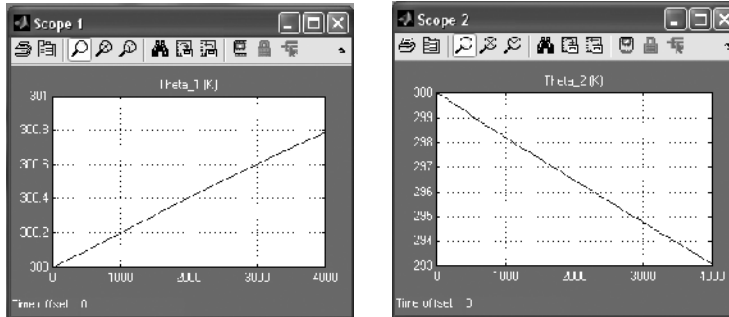 Scope 1
Theta_1 (K)
301
300.8
300.6
300.4
300.2
300
0 1000 2000 3000 4000
Time offset: 0
Scope 2
Theta_2 (K)
300
299
298
297
296
295
294
293
0 1000 2000 3000 4000
Time offset: 0